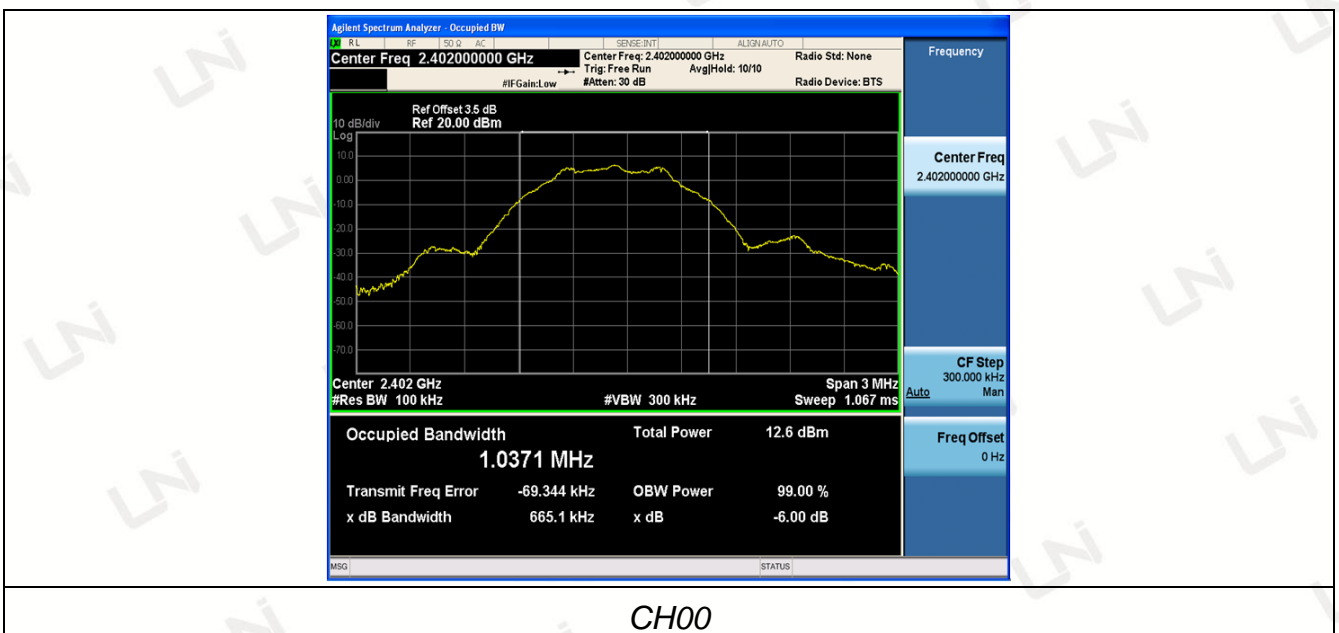 Agilent Spectrum Analyzer - Occupied BW
RL RF 50 Ω AC SENSE:INT ALIGN AUTO
Center Freq 2.402000000 GHz
Center Freq: 2.402000000 GHz
Radio Std: None
Trig: Free Run Avg|Hold: 10/10
#IFGain:Low
#Atten: 30 dB
Radio Device: BTS
Ref Offset 3.5 dB
10 dB/div Ref 20.00 dBm
Log
10.0
0.00
-10.0
-20.0
-30.0
-40.0
-50.0
-60.0
-70.0
Center 2.402 GHz Span 3 MHz
#Res BW 100 kHz #VBW 300 kHz Sweep 1.067 ms
Occupied Bandwidth Total Power 12.6 dBm
1.0371 MHz
Transmit Freq Error -69.344 kHz OBW Power 99.00 %
x dB Bandwidth 665.1 kHz x dB -6.00 dB
MSG STATUS
Frequency
Center Freq
2.402000000 GHz
CF Step
300.000 kHz
Auto Man
Freq Offset
0 Hz
CH00